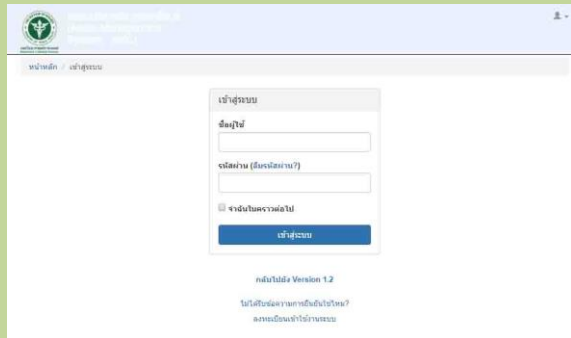 หน้าหลัก / เข้าสู่ระบบ
เข้าสู่ระบบ
ชื่อผู้ใช้
รหัสผ่าน (ลืมรหัสผ่าน?)
จำฉันในคราวต่อไป
เข้าสู่ระบบ
กลับไปยัง Version 1.2
ไม่ได้รับข้อความการยืนยันใช่ไหม?
ลงทะเบียนเข้าใช้งานระบบ